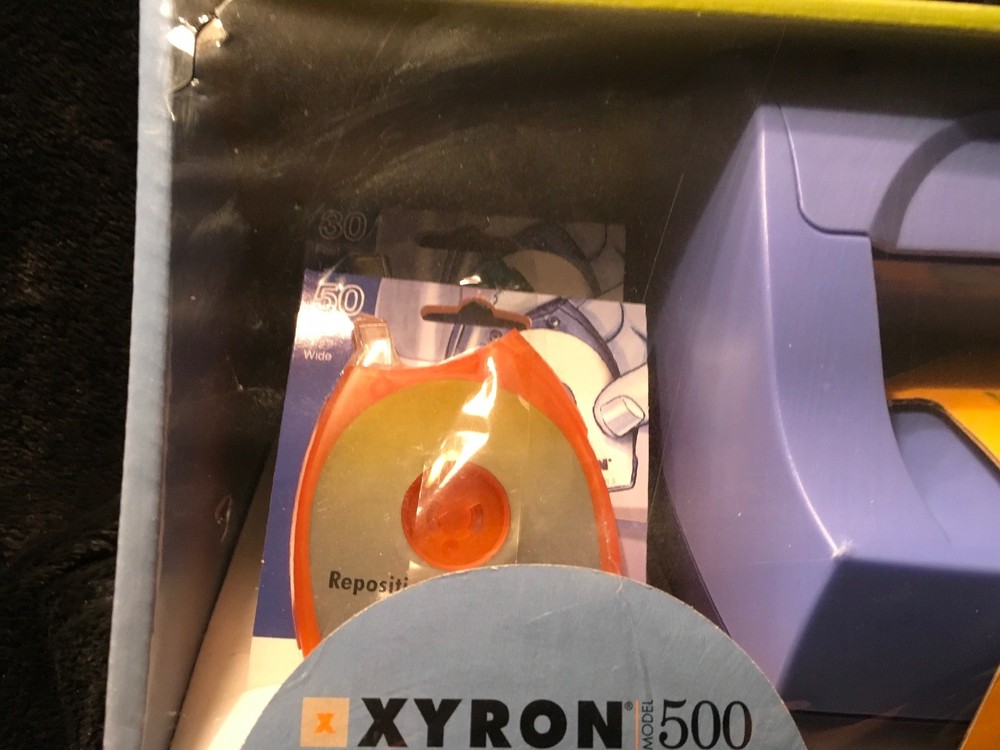 30
50
Wide
Repositi
X XYRON® MODEL 500